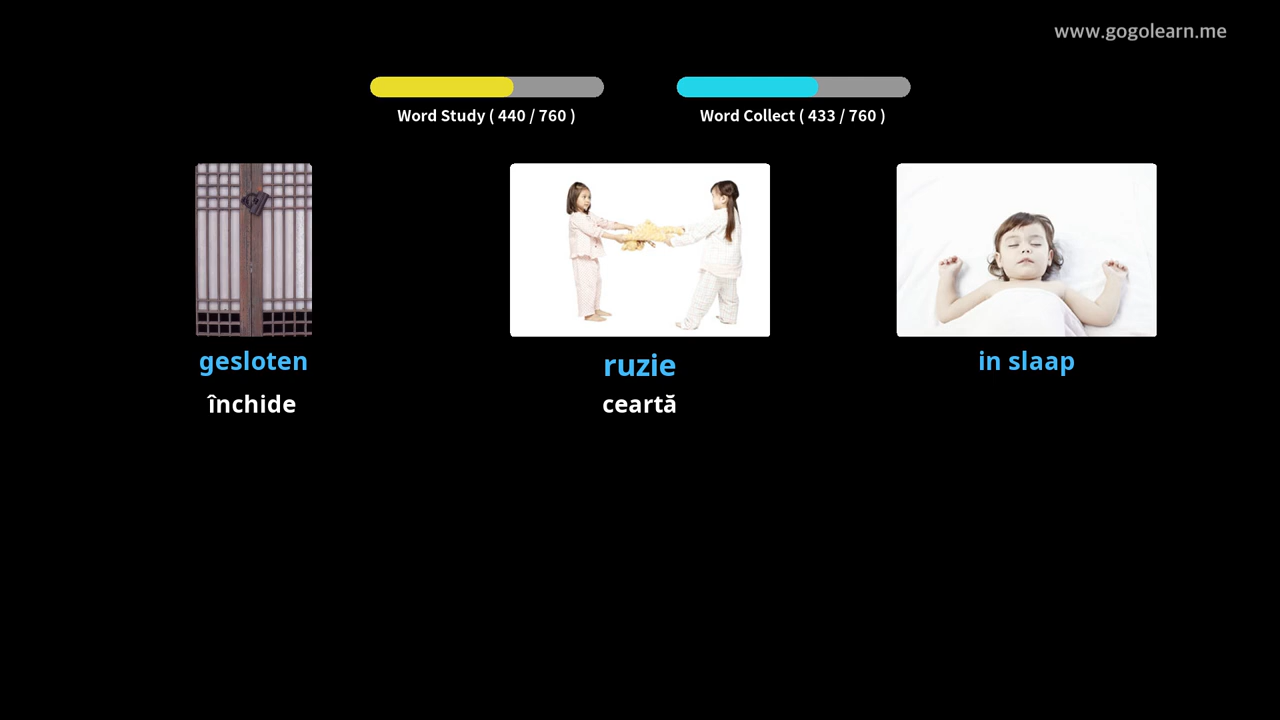 www.gogolearn.me
Word Study ( 440 / 760 )
Word Collect ( 433 / 760 )
gesloten
închide
ruzie
ceartă
in slaap